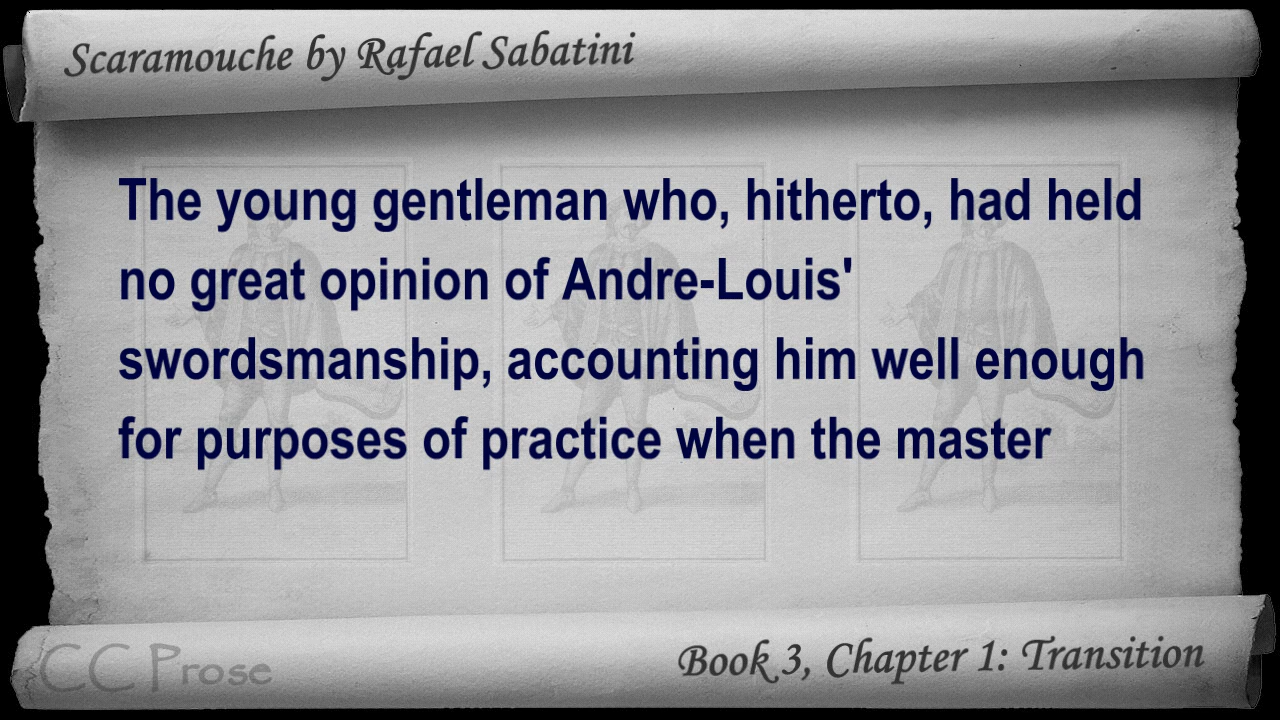 Scaramouche by Rafael Sabatini
The young gentleman who, hitherto, had held
no great opinion of Andre-Louis'
swordsmanship, accounting him well enough
for purposes of practice when the master
CC Prose
Book 3, Chapter 1: Transition